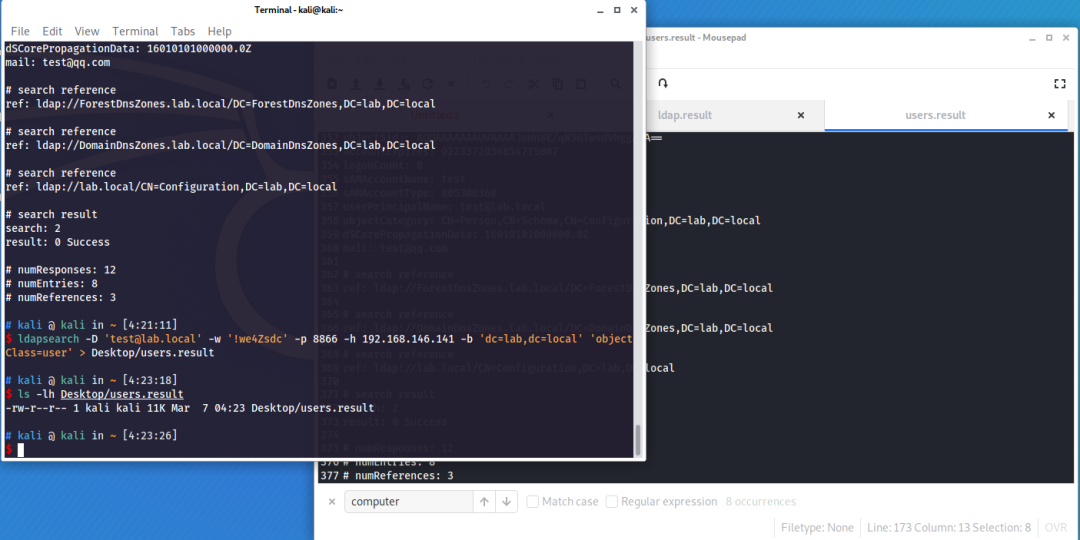 Terminal - kali@kali:~
File Edit View Terminal Tabs Help
dSCorePropagationData: 16010101000000.0Z
mail: test@qq.com
# search reference
ref: ldap://ForestDnsZones.lab.local/DC=ForestDnsZones,DC=lab,DC=local
# search reference
ref: ldap://DomainDnsZones.lab.local/DC=DomainDnsZones,DC=lab,DC=local
# search reference
ref: ldap://lab.local/CN=Configuration,DC=lab,DC=local
# search result
search: 2
result: 0 Success
# numResponses: 12
# numEntries: 8
# numReferences: 3
# kali @ kali in ~ [4:21:11]
$ ldapsearch -D 'test@lab.local' -w '!we4Zsdc' -p 8866 -h 192.168.146.141 -b 'dc=lab,dc=local' 'object
Class=user' > Desktop/users.result
# kali @ kali in ~ [4:23:18]
$ ls -lh Desktop/users.result
-rw-r--r-- 1 kali kali 11K Mar 7 04:23 Desktop/users.result
# kali @ kali in ~ [4:23:26]
$
users.result - Mousepad
ldap.result
users.result
A==
ion,DC=lab,DC=local
Zones,DC=lab,DC=local
Zones,DC=lab,DC=local
local
376 # numEntries: 8
377 # numReferences: 3
computer
Match case
Regular expression
8 occurrences
Filetype: None
Line: 173 Column: 13 Selection: 8
OVR